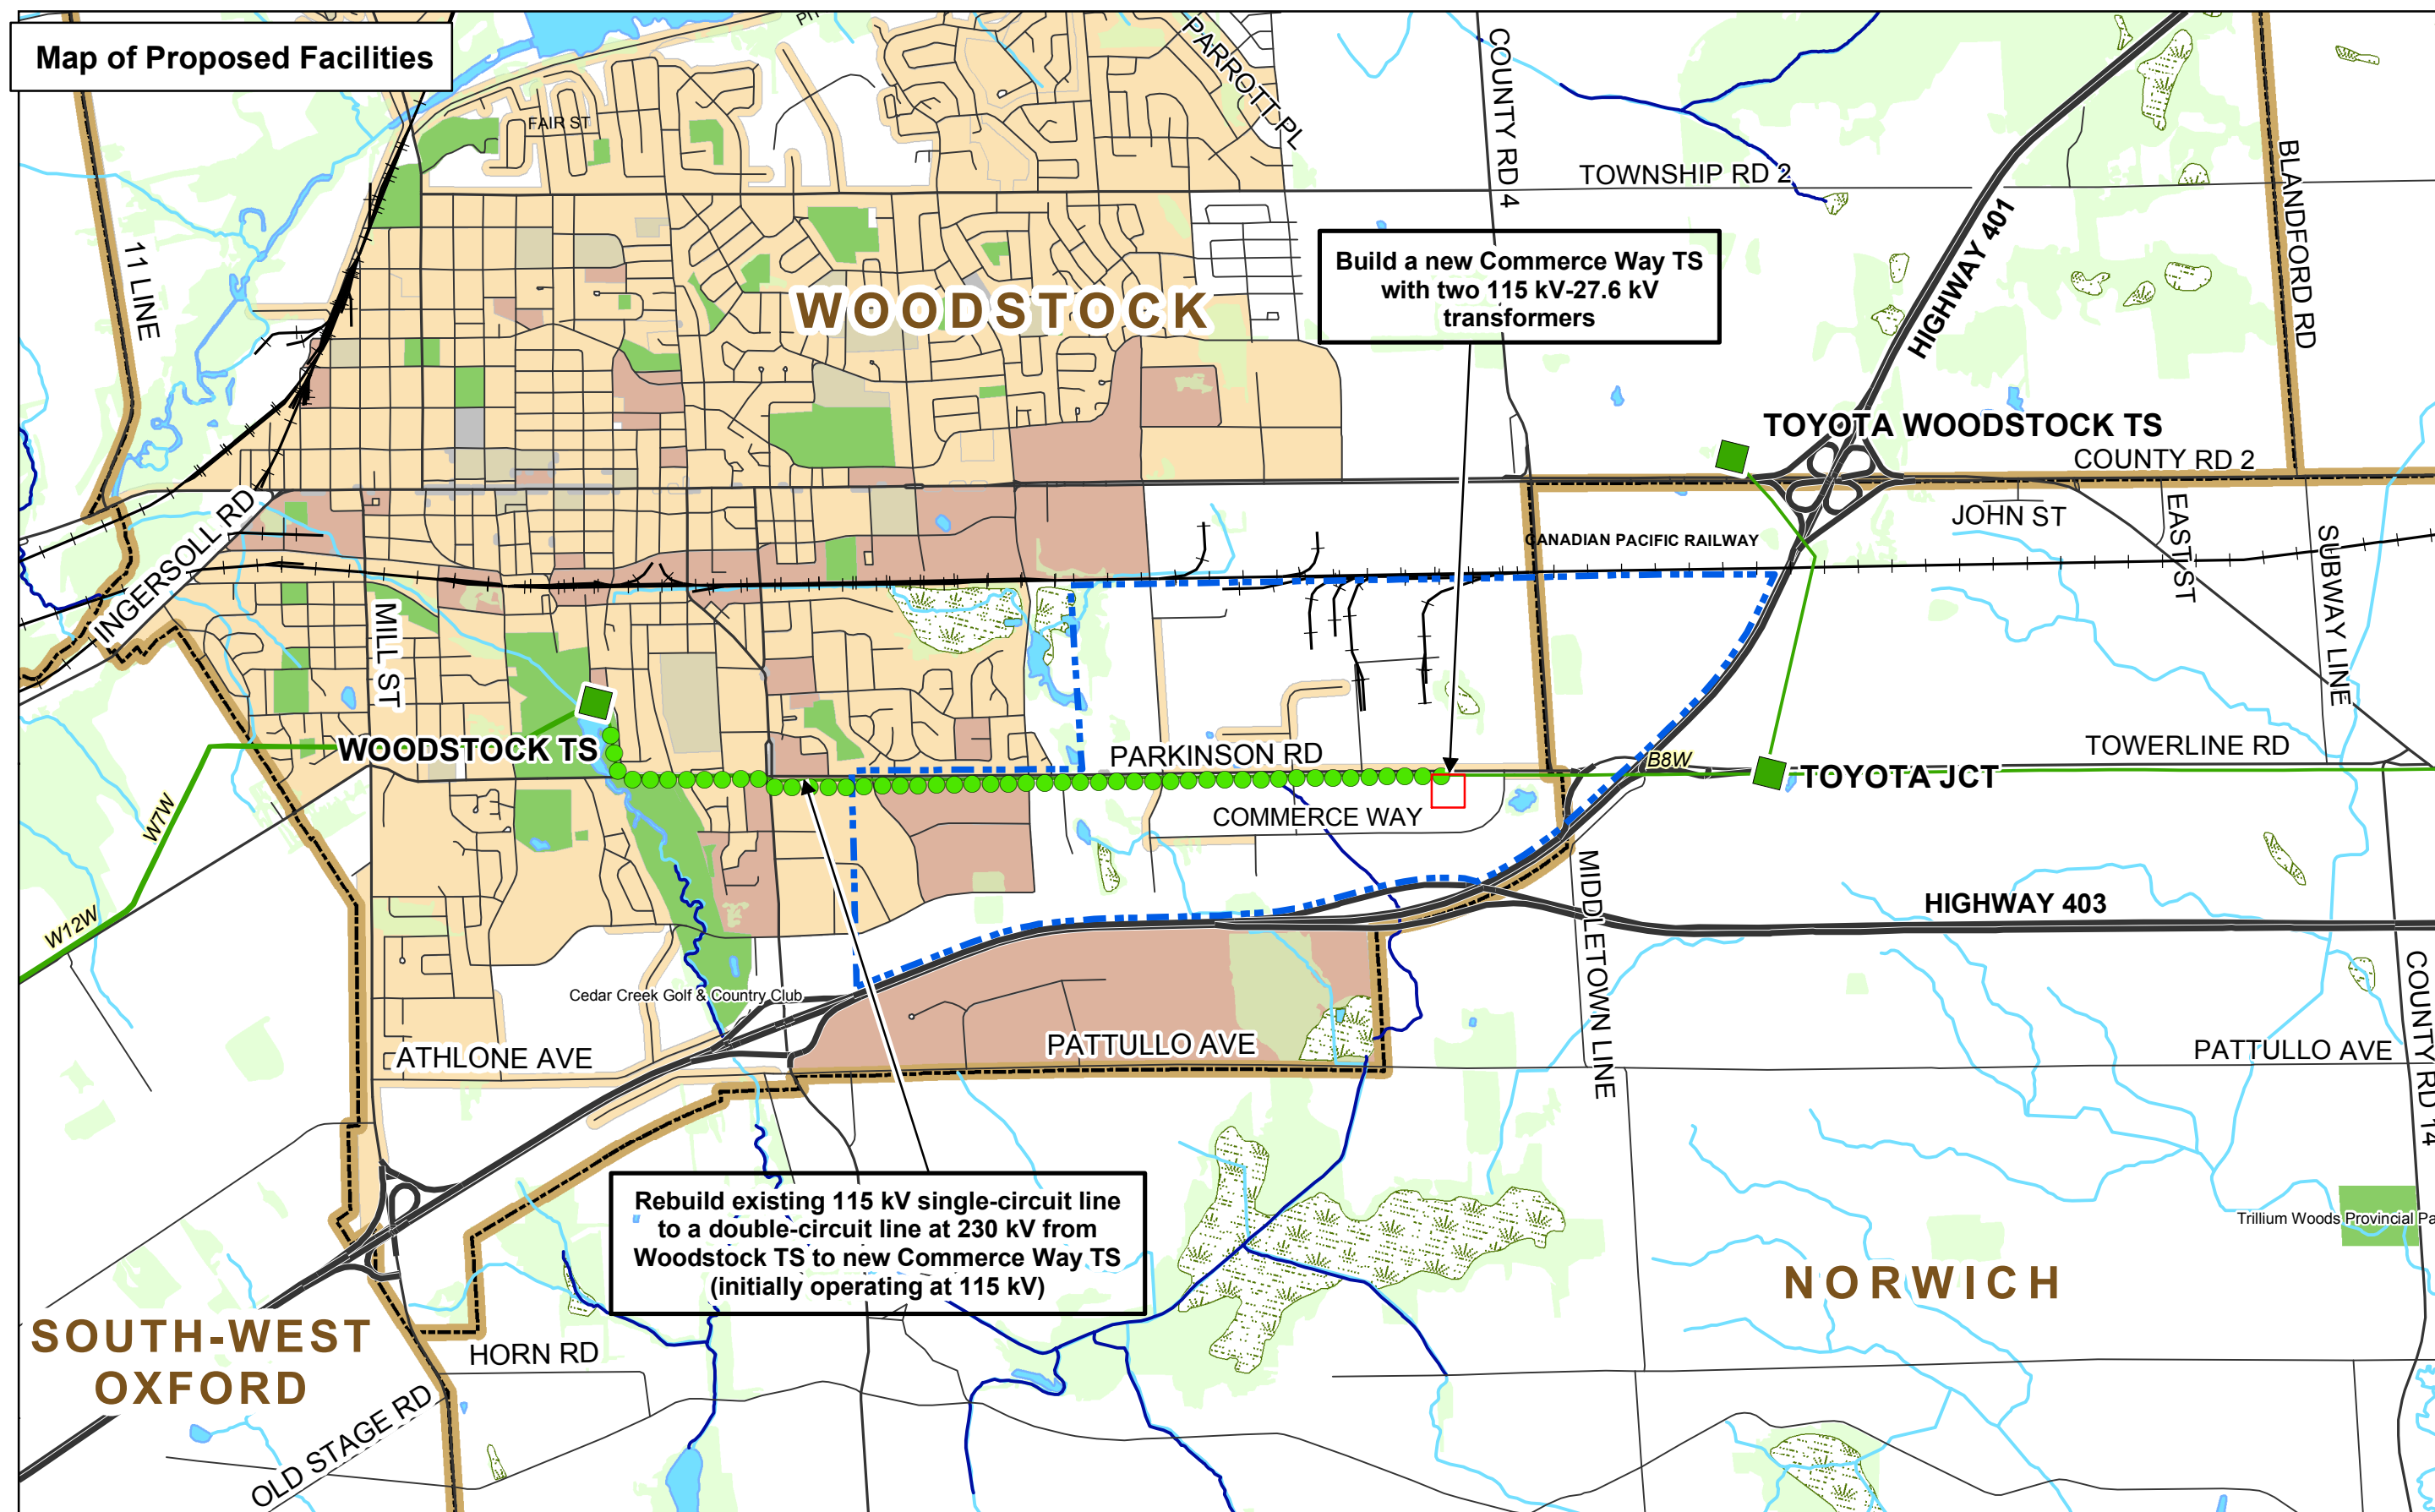 Map of Proposed Facilities
PARROTT PL
COUNTY RD 4
FAIR ST
TOWNSHIP RD 2
BLANDFORD RD
11 LINE
HIGHWAY 401
WOODSTOCK
Build a new Commerce Way TS
with two 115 kV-27.6 kV
transformers
TOYOTA WOODSTOCK TS
COUNTY RD 2
INGERSOLL RD
JOHN ST
EAST ST
CANADIAN PACIFIC RAILWAY
SUBWAY LINE
MILL ST
WOODSTOCK TS
PARKINSON RD
B8W
TOWERLINE RD
TOYOTA JCT
W7W
COMMERCE WAY
W12W
MIDDLETOWN LINE
HIGHWAY 403
Cedar Creek Golf & Country Club
COUNTY RD 14
ATHLONE AVE
PATTULLO AVE
PATTULLO AVE
Rebuild existing 115 kV single-circuit line
to a double-circuit line at 230 kV from
Woodstock TS to new Commerce Way TS
(initially operating at 115 kV)
Trillium Woods Provincial Pa
NORWICH
SOUTH-WEST
OXFORD
HORN RD
OLD STAGE RD